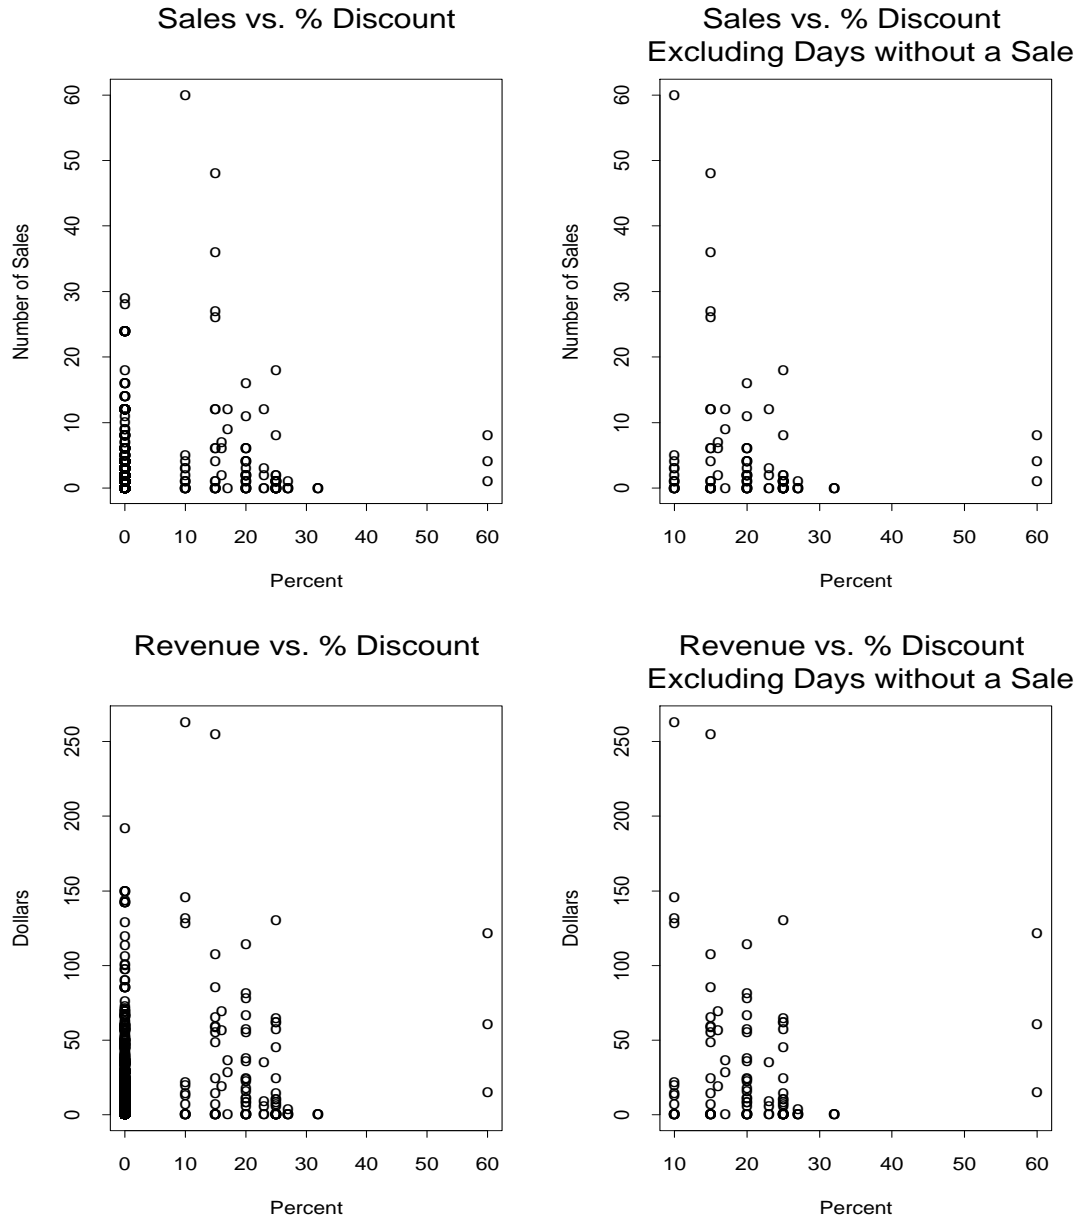 Sales vs. % Discount
60
50
40
30
20
10
0
Number of Sales
0 10 20 30 40 50 60
Percent
Sales vs. % Discount
Excluding Days without a Sale
60
50
40
30
20
10
0
Number of Sales
10 20 30 40 50 60
Percent
Revenue vs. % Discount
250
200
150
100
50
0
Dollars
0 10 20 30 40 50 60
Percent
Revenue vs. % Discount
Excluding Days without a Sale
250
200
150
100
50
0
Dollars
10 20 30 40 50 60
Percent